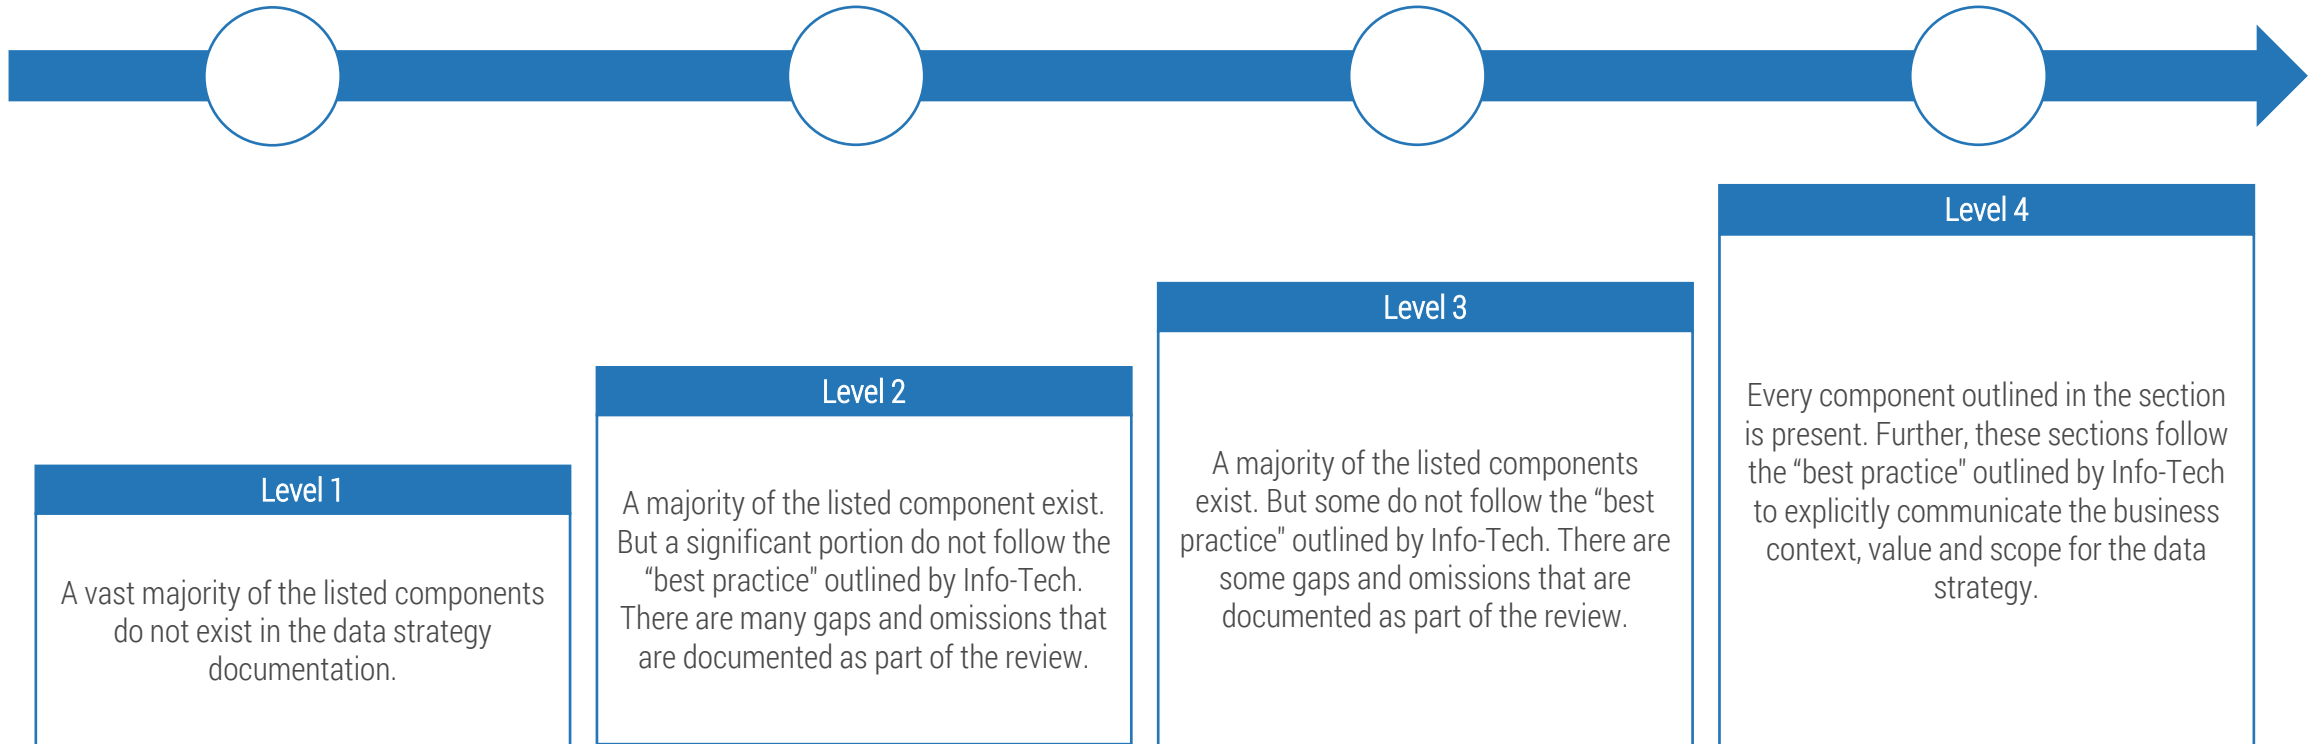 Level 1
A vast majority of the listed components
do not exist in the data strategy
documentation.
Level 2
A majority of the listed component exist.
But a significant portion do not follow the
“best practice" outlined by Info-Tech.
There are many gaps and omissions that
are documented as part of the review.
Level 3
A majority of the listed components
exist. But some do not follow the “best
practice" outlined by Info-Tech. There are
some gaps and omissions that are
documented as part of the review.
Level 4
Every component outlined in the section
is present. Further, these sections follow
the “best practice" outlined by Info-Tech
to explicitly communicate the business
context, value and scope for the data
strategy.